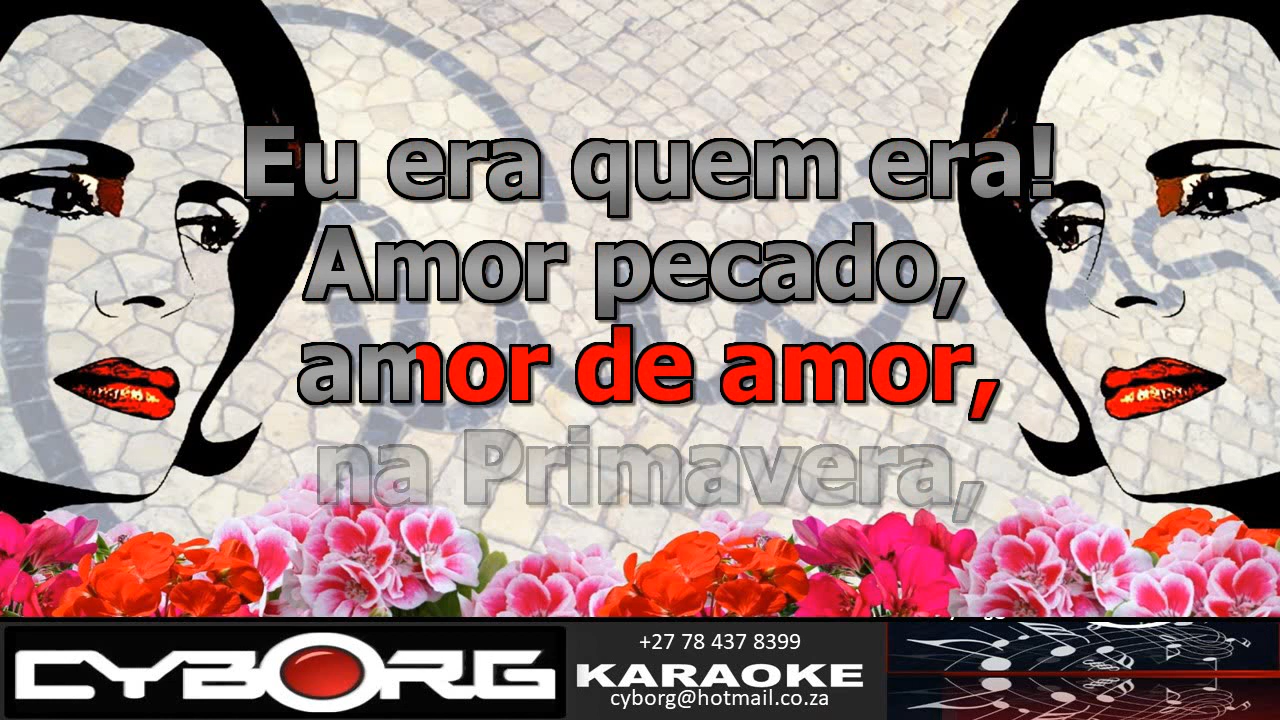 Eu era quem era!
Amor pecado,
amor de amor,
na Primavera,
CYBORG
+27 78 437 8399
KARAOKE
cyborg@hotmail.co.za